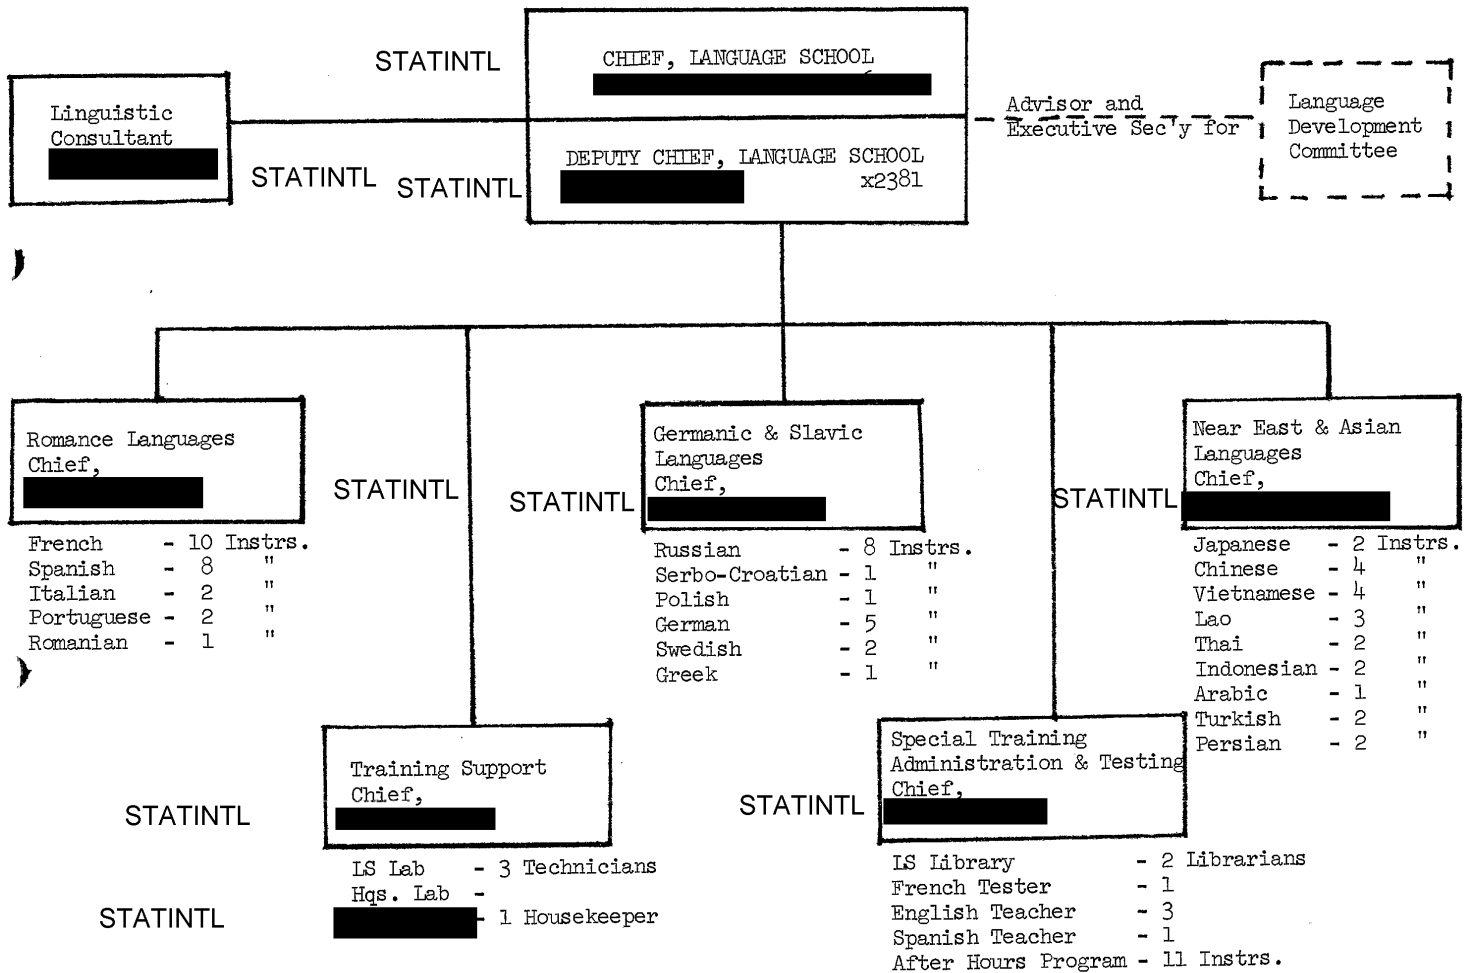 STATINTL
CHIEF, LANGUAGE SCHOOL
Linguistic
Consultant
STATINTL
STATINTL
DEPUTY CHIEF, LANGUAGE SCHOOL
x2381
Advisor and
Executive Sec'y for
Language
Development
Committee
Romance Languages
Chief,
French - 10 Instrs.
Spanish - 8 "
Italian - 2 "
Portuguese - 2 "
Romanian - 1 "
STATINTL
STATINTL
Germanic & Slavic
Languages
Chief,
Russian - 8 Instrs.
Serbo-Croatian - 1 "
Polish - 1 "
German - 5 "
Swedish - 2 "
Greek - 1 "
STATINTL
Near East & Asian
Languages
Chief,
Japanese - 2 Instrs.
Chinese - 4 "
Vietnamese - 4 "
Lao - 3 "
Thai - 2 "
Indonesian - 2 "
Arabic - 1 "
Turkish - 2 "
Persian - 2 "
STATINTL
Training Support
Chief,
LS Lab - 3 Technicians
Hqs. Lab -
STATINTL
- 1 Housekeeper
STATINTL
Special Training
Administration & Testing
Chief,
LS Library - 2 Librarians
French Tester - 1
English Teacher - 3
Spanish Teacher - 1
After Hours Program - 11 Instrs.